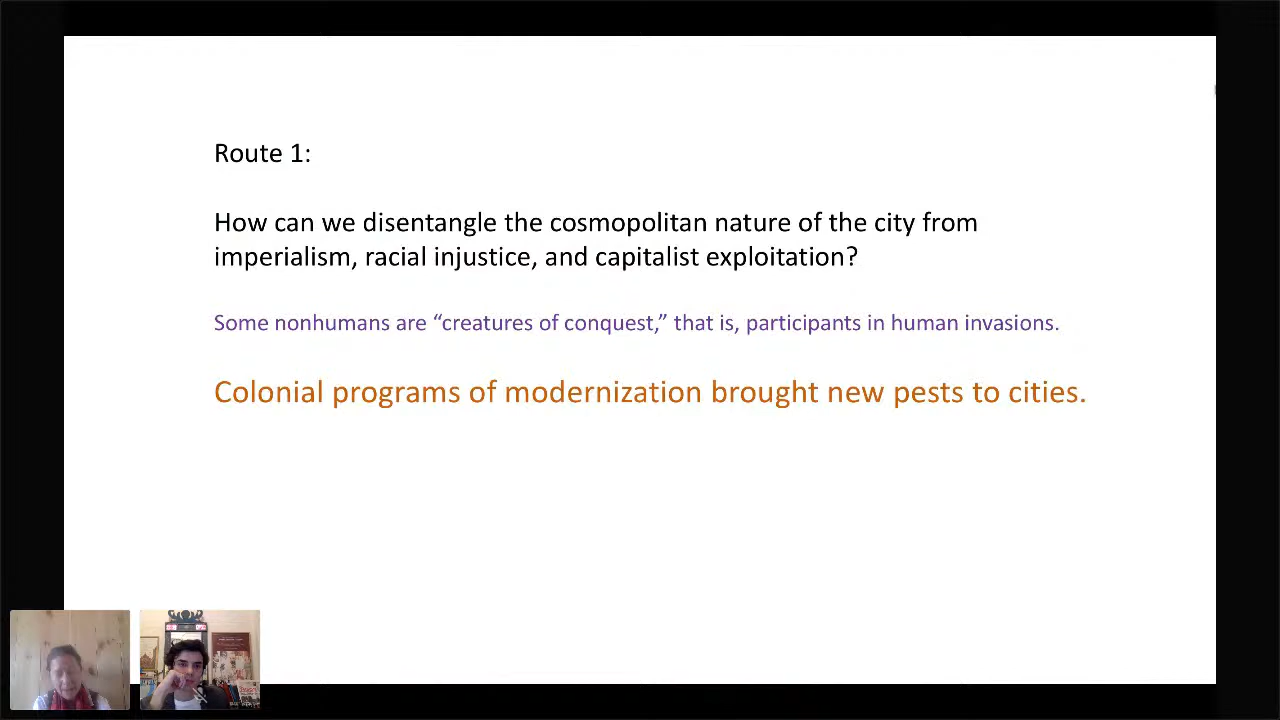 Route 1:
How can we disentangle the cosmopolitan nature of the city from
imperialism, racial injustice, and capitalist exploitation?
Some nonhumans are “creatures of conquest,” that is, participants in human invasions.
Colonial programs of modernization brought new pests to cities.